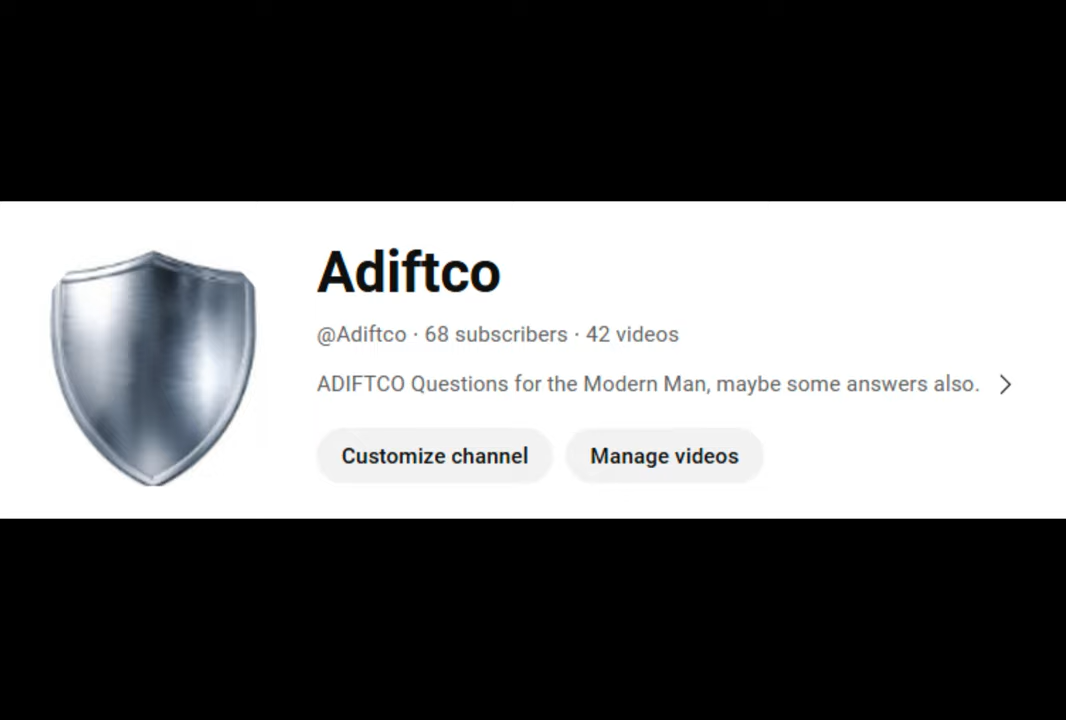 Adiftco
@Adiftco · 68 subscribers · 42 videos
ADIFTCO Questions for the Modern Man, maybe some answers also.
Customize channel Manage videos